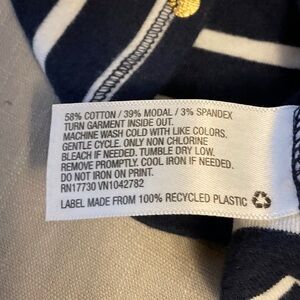 58% COTTON / 39% MODAL / 3% SPANDEX
TURN GARMENT INSIDE OUT.
MACHINE WASH COLD WITH LIKE COLORS.
GENTLE CYCLE. ONLY NON CHLORINE
BLEACH IF NEEDED. TUMBLE DRY LOW.
REMOVE PROMPTLY. COOL IRON IF NEEDED.
DO NOT IRON ON PRINT.
RN17730 VN1042782
LABEL MADE FROM 100% RECYCLED PLASTIC